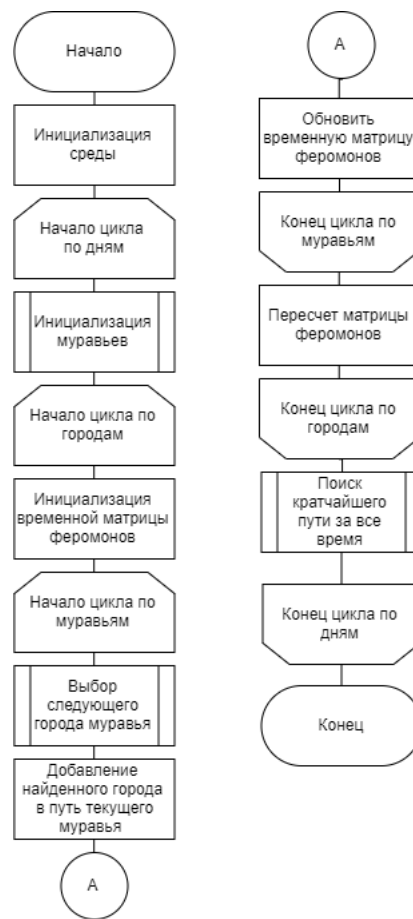 Начало
Инициализация
среды
Начало цикла
по дням
Инициализация
муравьев
Начало цикла по
городам
Инициализация
временной матрицы
феромонов
Начало цикла по
муравьям
Выбор
следующего
города муравья
Добавление
найденного города
в путь текущего
муравья
А
А
Обновить
временную матрицу
феромонов
Конец цикла по
муравьям
Пересчет матрицы
феромонов
Конец цикла по
городам
Поиск
кратчайшего
пути за все
время
Конец цикла по
дням
Конец